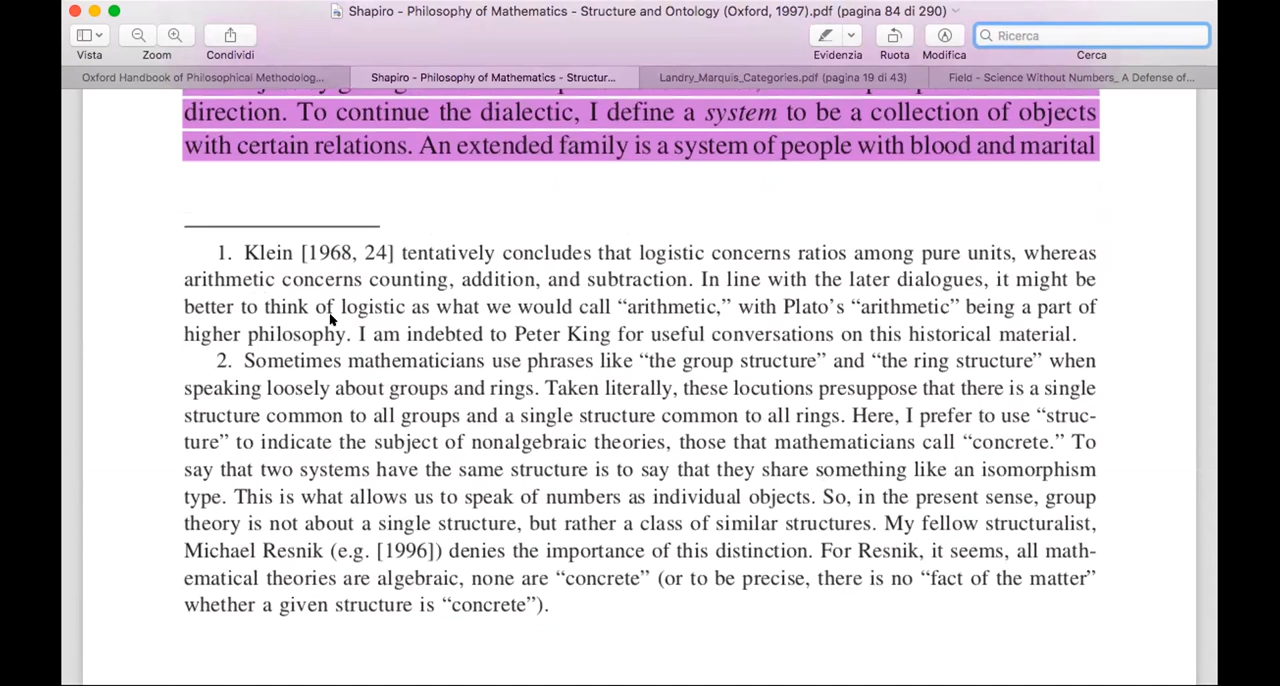 Shapiro - Philosophy of Mathematics - Structure and Ontology (Oxford, 1997).pdf (pagina 84 di 290)
Ricerca
Vista Zoom Condividi Evidenzia Ruota Modifica Cerca
Oxford Handbook of Philosophical Methodolog... Shapiro - Philosophy of Mathematics - Structur... Landry_Marquis_Categories.pdf (pagina 19 di 43) Field - Science Without Numbers_ A Defense of...
direction. To continue the dialectic, I define a system to be a collection of objects
with certain relations. An extended family is a system of people with blood and marital
1. Klein [1968, 24] tentatively concludes that logistic concerns ratios among pure units, whereas
arithmetic concerns counting, addition, and subtraction. In line with the later dialogues, it might be
better to think of logistic as what we would call “arithmetic,” with Plato’s “arithmetic” being a part of
higher philosophy. I am indebted to Peter King for useful conversations on this historical material.
2. Sometimes mathematicians use phrases like “the group structure” and “the ring structure” when
speaking loosely about groups and rings. Taken literally, these locutions presuppose that there is a single
structure common to all groups and a single structure common to all rings. Here, I prefer to use “struc-
ture” to indicate the subject of nonalgebraic theories, those that mathematicians call “concrete.” To
say that two systems have the same structure is to say that they share something like an isomorphism
type. This is what allows us to speak of numbers as individual objects. So, in the present sense, group
theory is not about a single structure, but rather a class of similar structures. My fellow structuralist,
Michael Resnik (e.g. [1996]) denies the importance of this distinction. For Resnik, it seems, all math-
ematical theories are algebraic, none are “concrete” (or to be precise, there is no “fact of the matter”
whether a given structure is “concrete”).